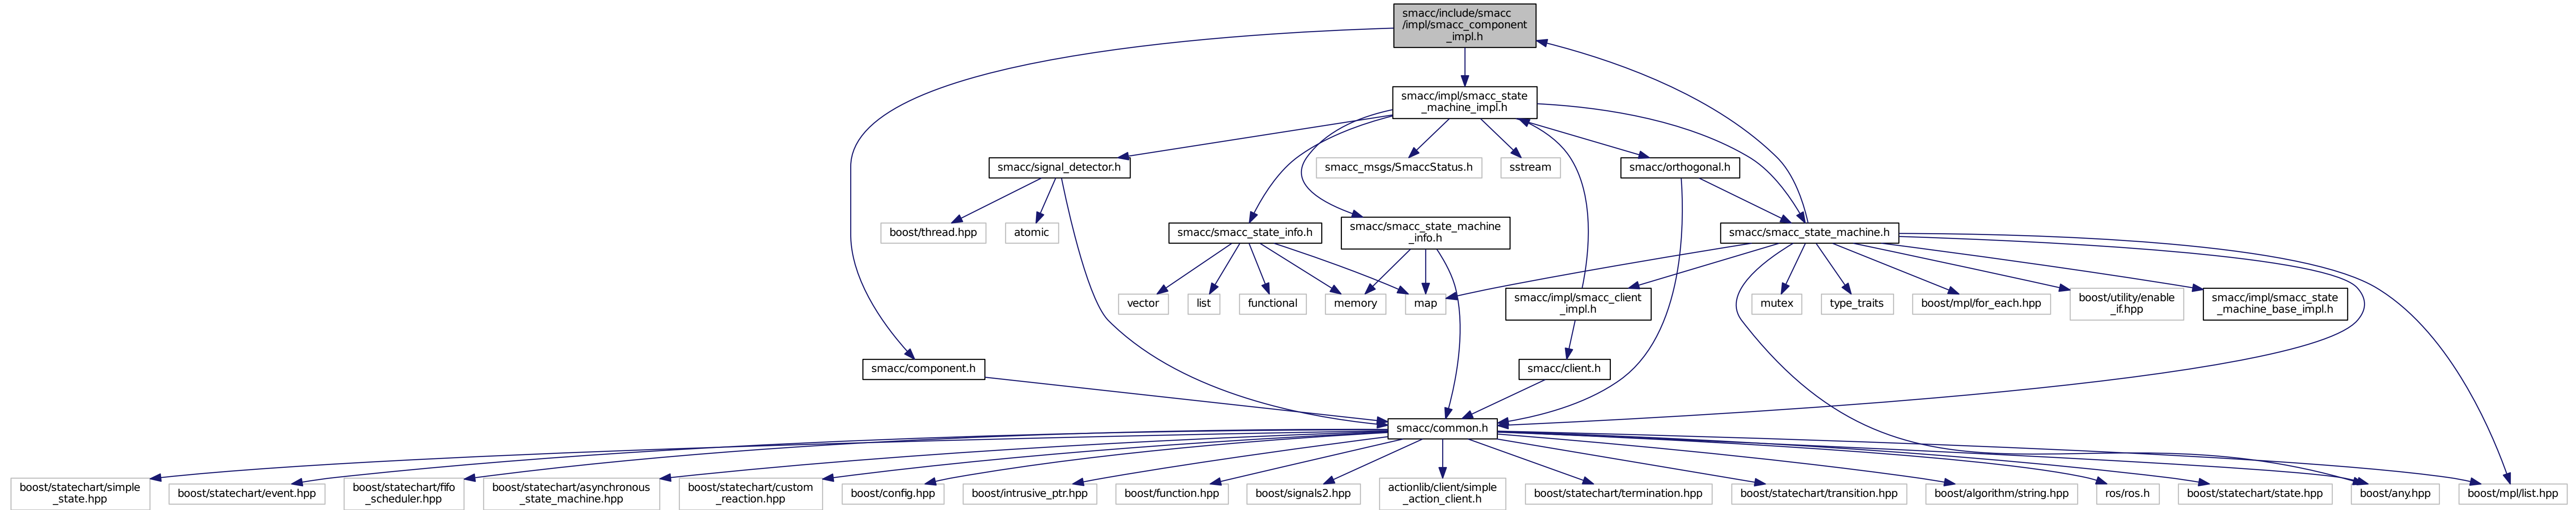 smacc/include/smacc
/impl/smacc_component
_impl.h
smacc/impl/smacc_state
_machine_impl.h
smacc/signal_detector.h
smacc_msgs/SmaccStatus.h
sstream
smacc/orthogonal.h
boost/thread.hpp
atomic
smacc/smacc_state_info.h
smacc/smacc_state_machine
_info.h
smacc/smacc_state_machine.h
vector
list
functional
memory
map
smacc/impl/smacc_client
_impl.h
mutex
type_traits
boost/mpl/for_each.hpp
boost/utility/enable
_if.hpp
smacc/impl/smacc_state
_machine_base_impl.h
smacc/component.h
smacc/client.h
smacc/common.h
boost/statechart/simple
_state.hpp
boost/statechart/event.hpp
boost/statechart/fifo
_scheduler.hpp
boost/statechart/asynchronous
_state_machine.hpp
boost/statechart/custom
_reaction.hpp
boost/config.hpp
boost/intrusive_ptr.hpp
boost/function.hpp
boost/signals2.hpp
actionlib/client/simple
_action_client.h
boost/statechart/termination.hpp
boost/statechart/transition.hpp
boost/algorithm/string.hpp
ros/ros.h
boost/statechart/state.hpp
boost/any.hpp
boost/mpl/list.hpp